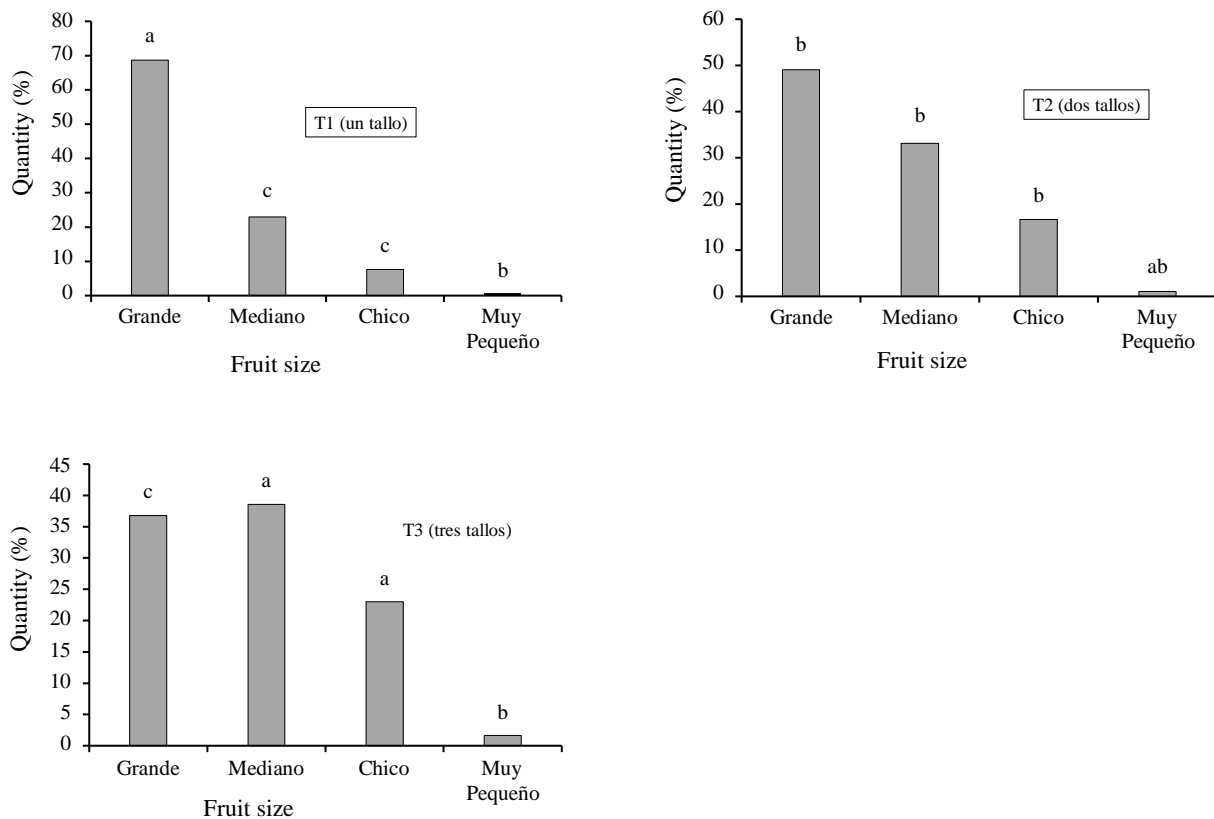 80
70
60
50
40
30
20
10
0
Quantity (%)
a
c
c
b
T1 (un tallo)
Grande Mediano Chico Muy
Pequeño
Fruit size
60
50
40
30
20
10
0
Quantity (%)
b
b
b
ab
T2 (dos tallos)
Grande Mediano Chico Muy
Pequeño
Fruit size
45
40
35
30
25
20
15
10
5
0
Quantity (%)
c
a
a
b
T3 (tres tallos)
Grande Mediano Chico Muy
Pequeño
Fruit size